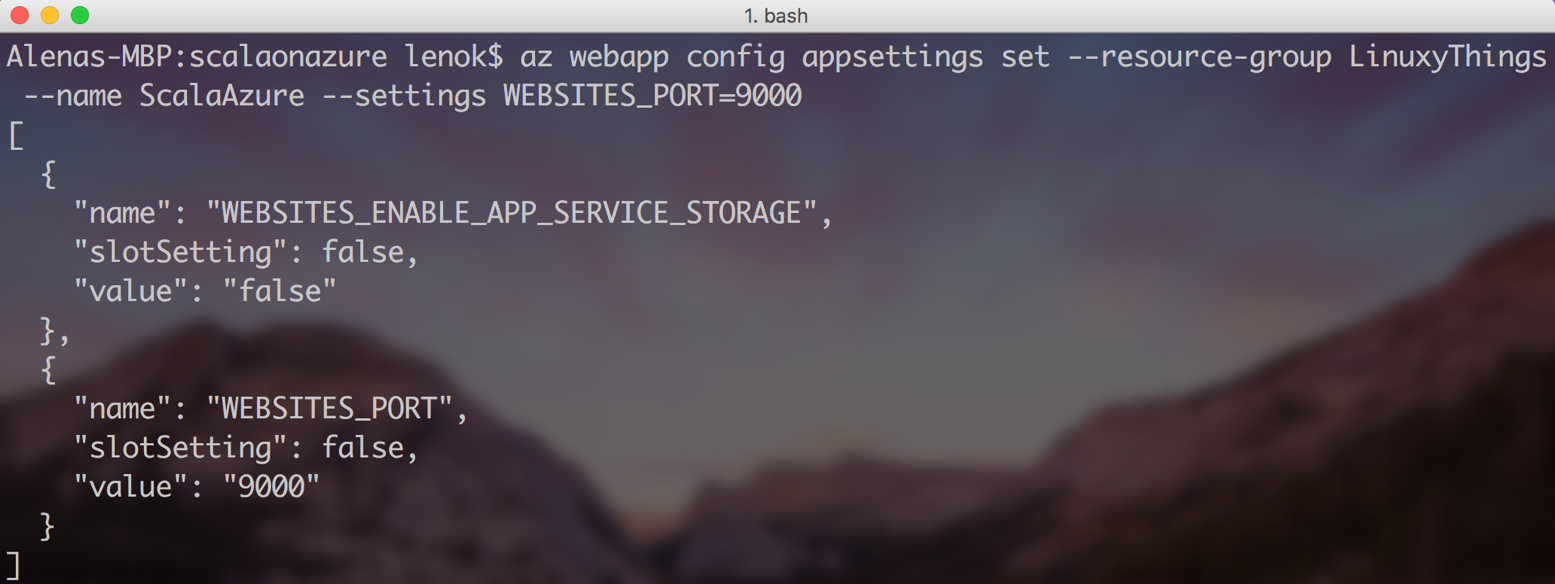 1. bash
Alenas-MBP:scalaonazure lenok$ az webapp config appsettings set --resource-group LinuxyThings
 --name ScalaAzure --settings WEBSITES_PORT=9000
[
  {
    "name": "WEBSITES_ENABLE_APP_SERVICE_STORAGE",
    "slotSetting": false,
    "value": "false"
  },
  {
    "name": "WEBSITES_PORT",
    "slotSetting": false,
    "value": "9000"
  }
]